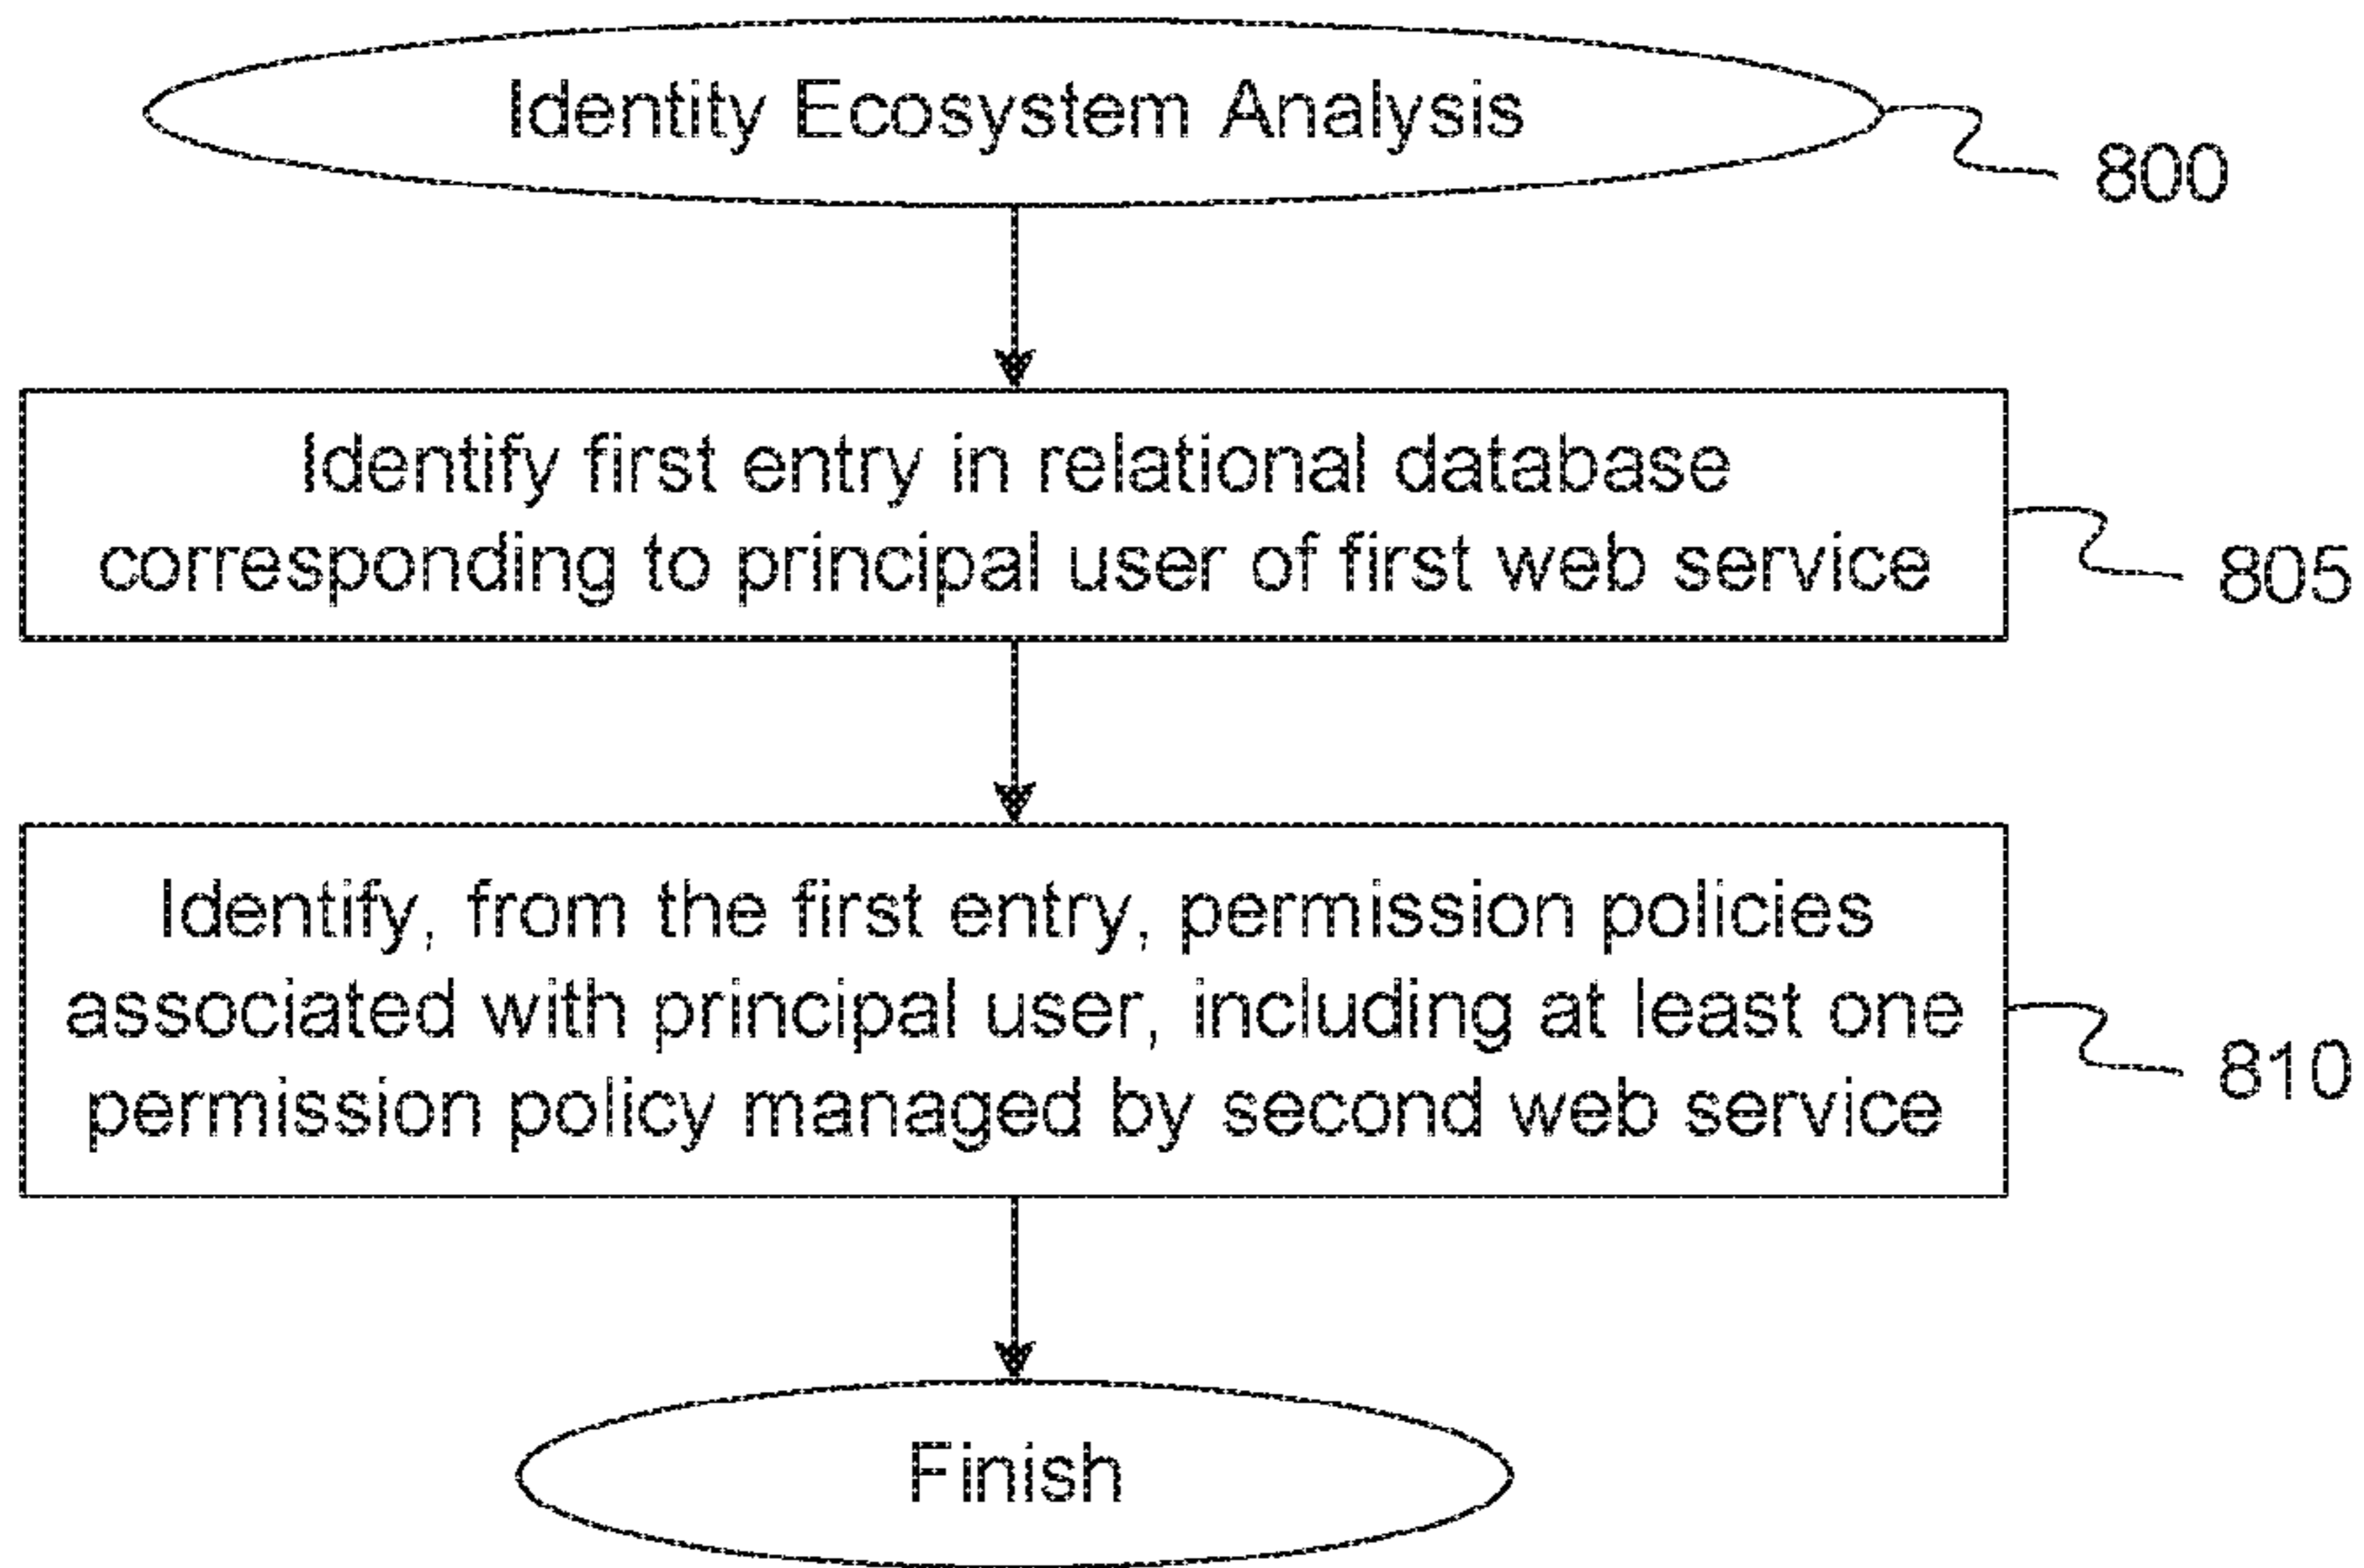 Identity Ecosystem Analysis
800
Identify first entry in relational database
corresponding to principal user of first web service
805
Identify, from the first entry, permission policies
associated with principal user, including at least one
permission policy managed by second web service
810
Finish